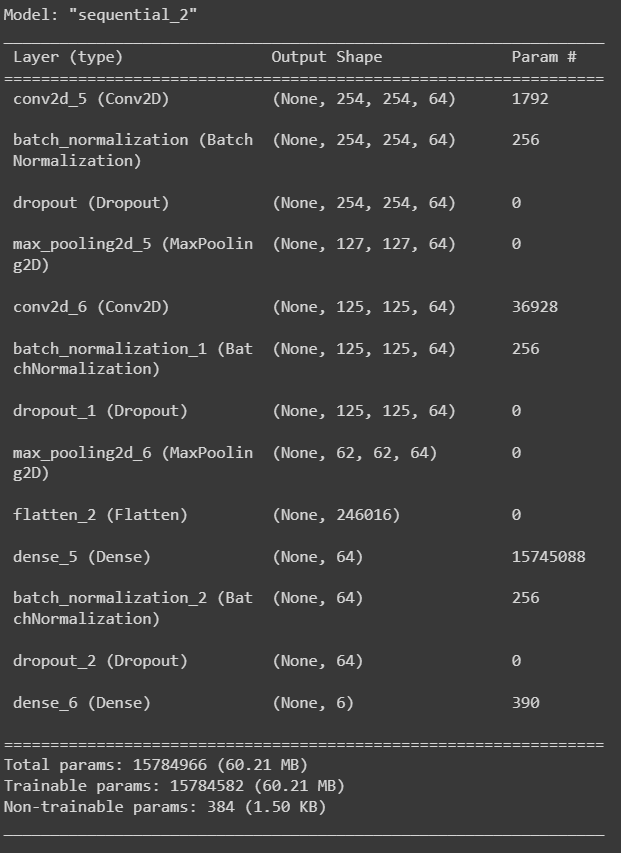 Model: "sequential_2"
_________________________________________________________________
Layer (type) Output Shape Param #
=================================================================
conv2d_5 (Conv2D) (None, 254, 254, 64) 1792
batch_normalization (Batch (None, 254, 254, 64) 256
Normalization)
dropout (Dropout) (None, 254, 254, 64) 0
max_pooling2d_5 (MaxPoolin (None, 127, 127, 64) 0
g2D)
conv2d_6 (Conv2D) (None, 125, 125, 64) 36928
batch_normalization_1 (Bat (None, 125, 125, 64) 256
chNormalization)
dropout_1 (Dropout) (None, 125, 125, 64) 0
max_pooling2d_6 (MaxPoolin (None, 62, 62, 64) 0
g2D)
flatten_2 (Flatten) (None, 246016) 0
dense_5 (Dense) (None, 64) 15745088
batch_normalization_2 (Bat (None, 64) 256
chNormalization)
dropout_2 (Dropout) (None, 64) 0
dense_6 (Dense) (None, 6) 390
=================================================================
Total params: 15784966 (60.21 MB)
Trainable params: 15784582 (60.21 MB)
Non-trainable params: 384 (1.50 KB)
_________________________________________________________________